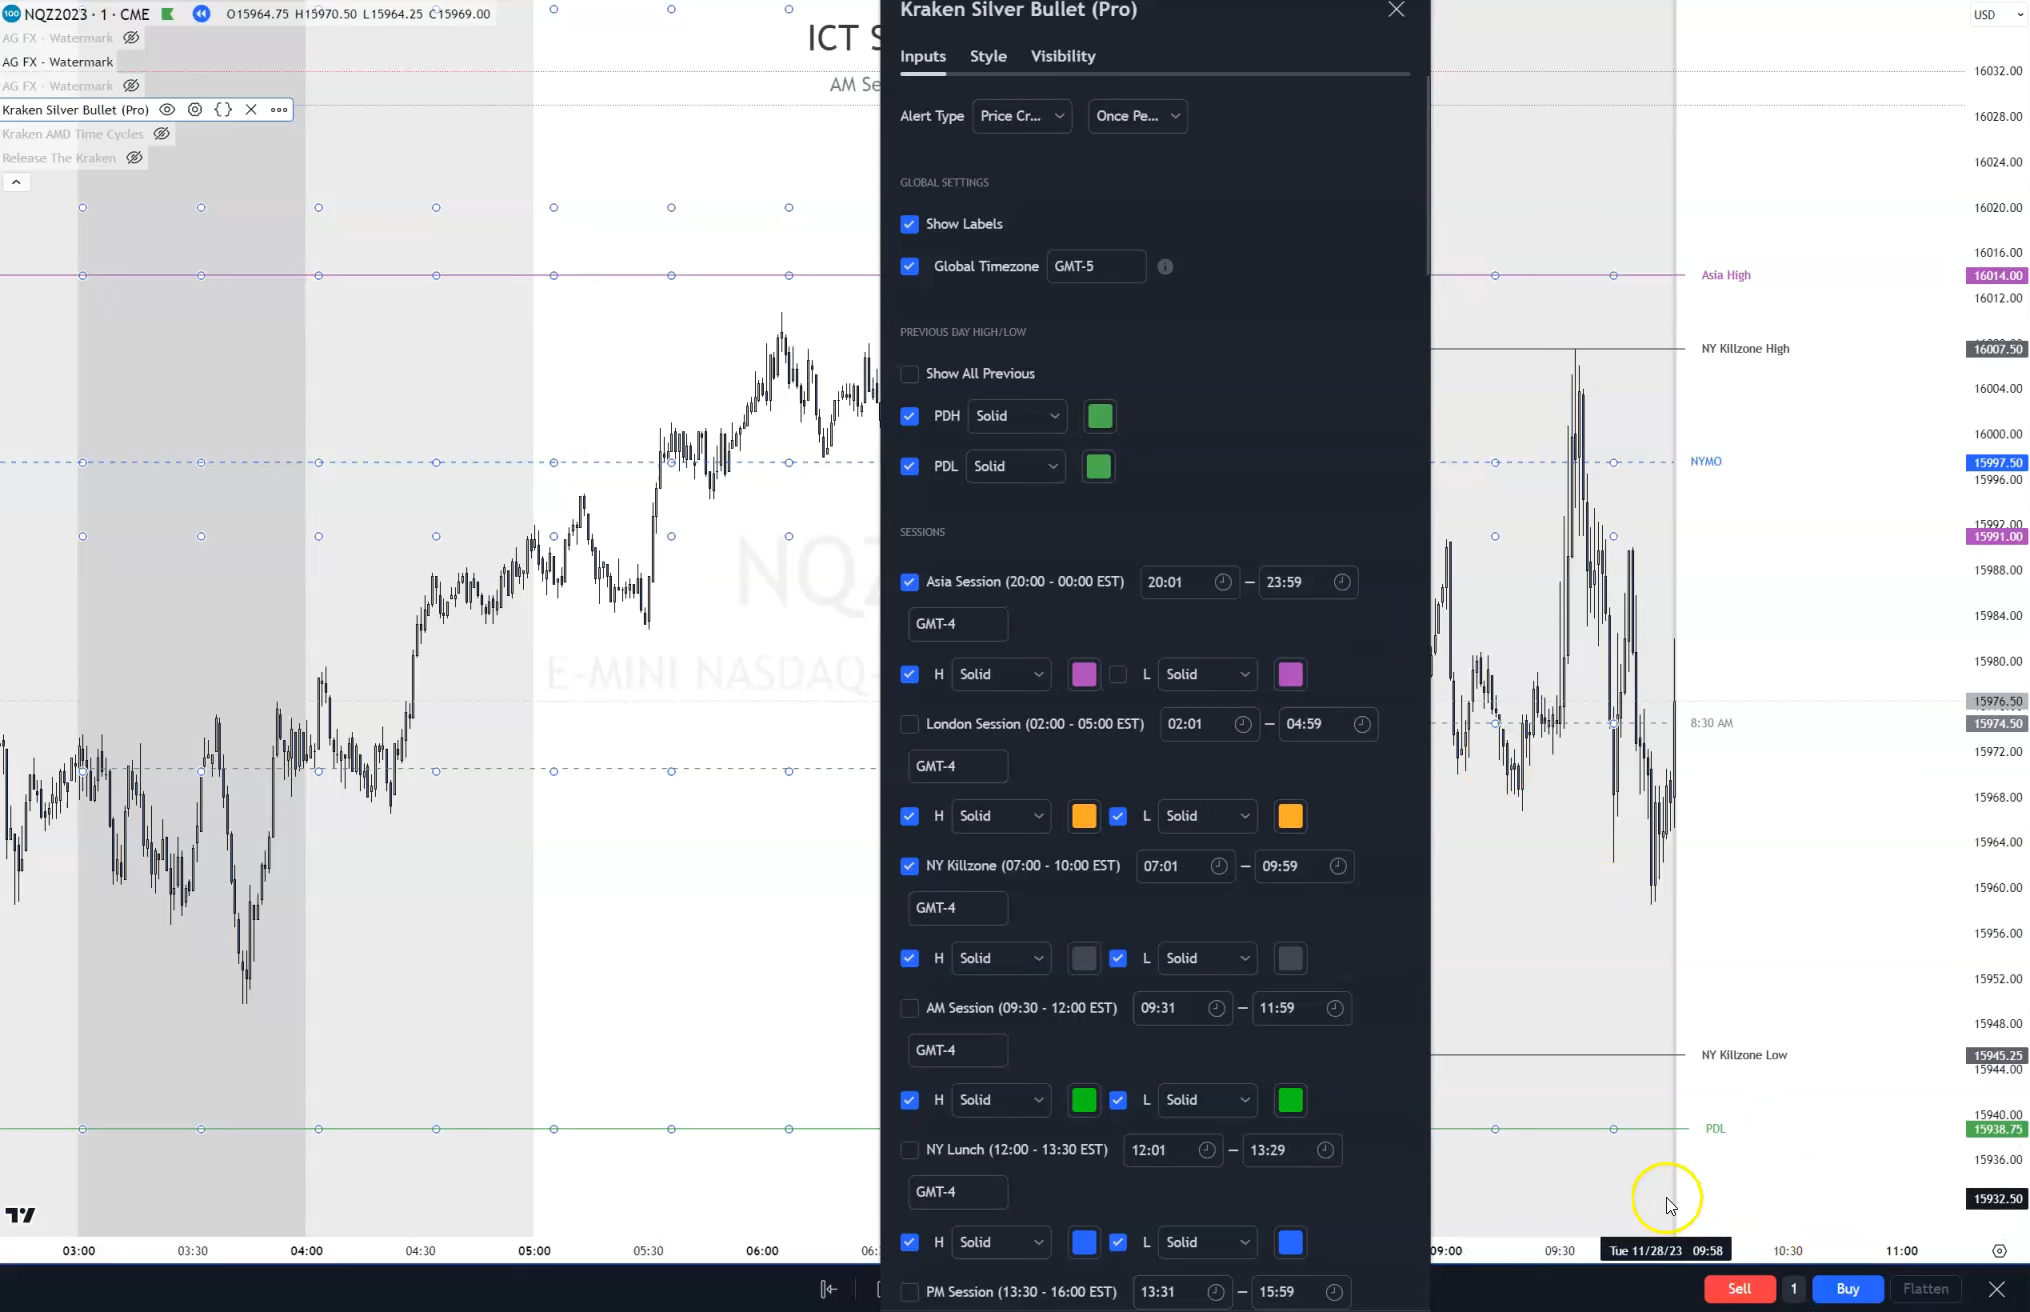 NQZ2023 · 1 · CME O15964.75 H15970.50 L15964.25 C15969.00
AG FX - Watermark
AG FX - Watermark
AG FX - Watermark
Kraken Silver Bullet (Pro)
Kraken AMD Time Cycles
Release The Kraken
ICT S
AM Se
NQZ
E-MINI NASDAQ-
Kraken Silver Bullet (Pro)
Inputs Style Visibility
Alert Type Price Cr... Once Pe...
GLOBAL SETTINGS
Show Labels
Global Timezone GMT-5
PREVIOUS DAY HIGH/LOW
Show All Previous
PDH Solid
PDL Solid
SESSIONS
Asia Session (20:00 - 00:00 EST) 20:01 — 23:59
GMT-4
H Solid L Solid
London Session (02:00 - 05:00 EST) 02:01 — 04:59
GMT-4
H Solid L Solid
NY Killzone (07:00 - 10:00 EST) 07:01 — 09:59
GMT-4
H Solid L Solid
AM Session (09:30 - 12:00 EST) 09:31 — 11:59
GMT-4
H Solid L Solid
NY Lunch (12:00 - 13:30 EST) 12:01 — 13:29
GMT-4
H Solid L Solid
PM Session (13:30 - 16:00 EST) 13:31 — 15:59
Asia High
NY Killzone High
NYMO
8:30 AM
NY Killzone Low
PDL
USD
16032.00
16028.00
16024.00
16020.00
16016.00
16014.00
16012.00
16007.50
16004.00
16000.00
15997.50
15996.00
15992.00
15991.00
15988.00
15984.00
15980.00
15976.50
15974.50
15972.00
15968.00
15964.00
15960.00
15956.00
15952.00
15948.00
15945.25
15944.00
15940.00
15938.75
15936.00
15932.50
03:00 03:30 04:00 04:30 05:00 05:30 06:00 06: 09:00 09:30 Tue 11/28/23 09:58 10:30 11:00
Sell 1 Buy Flatten